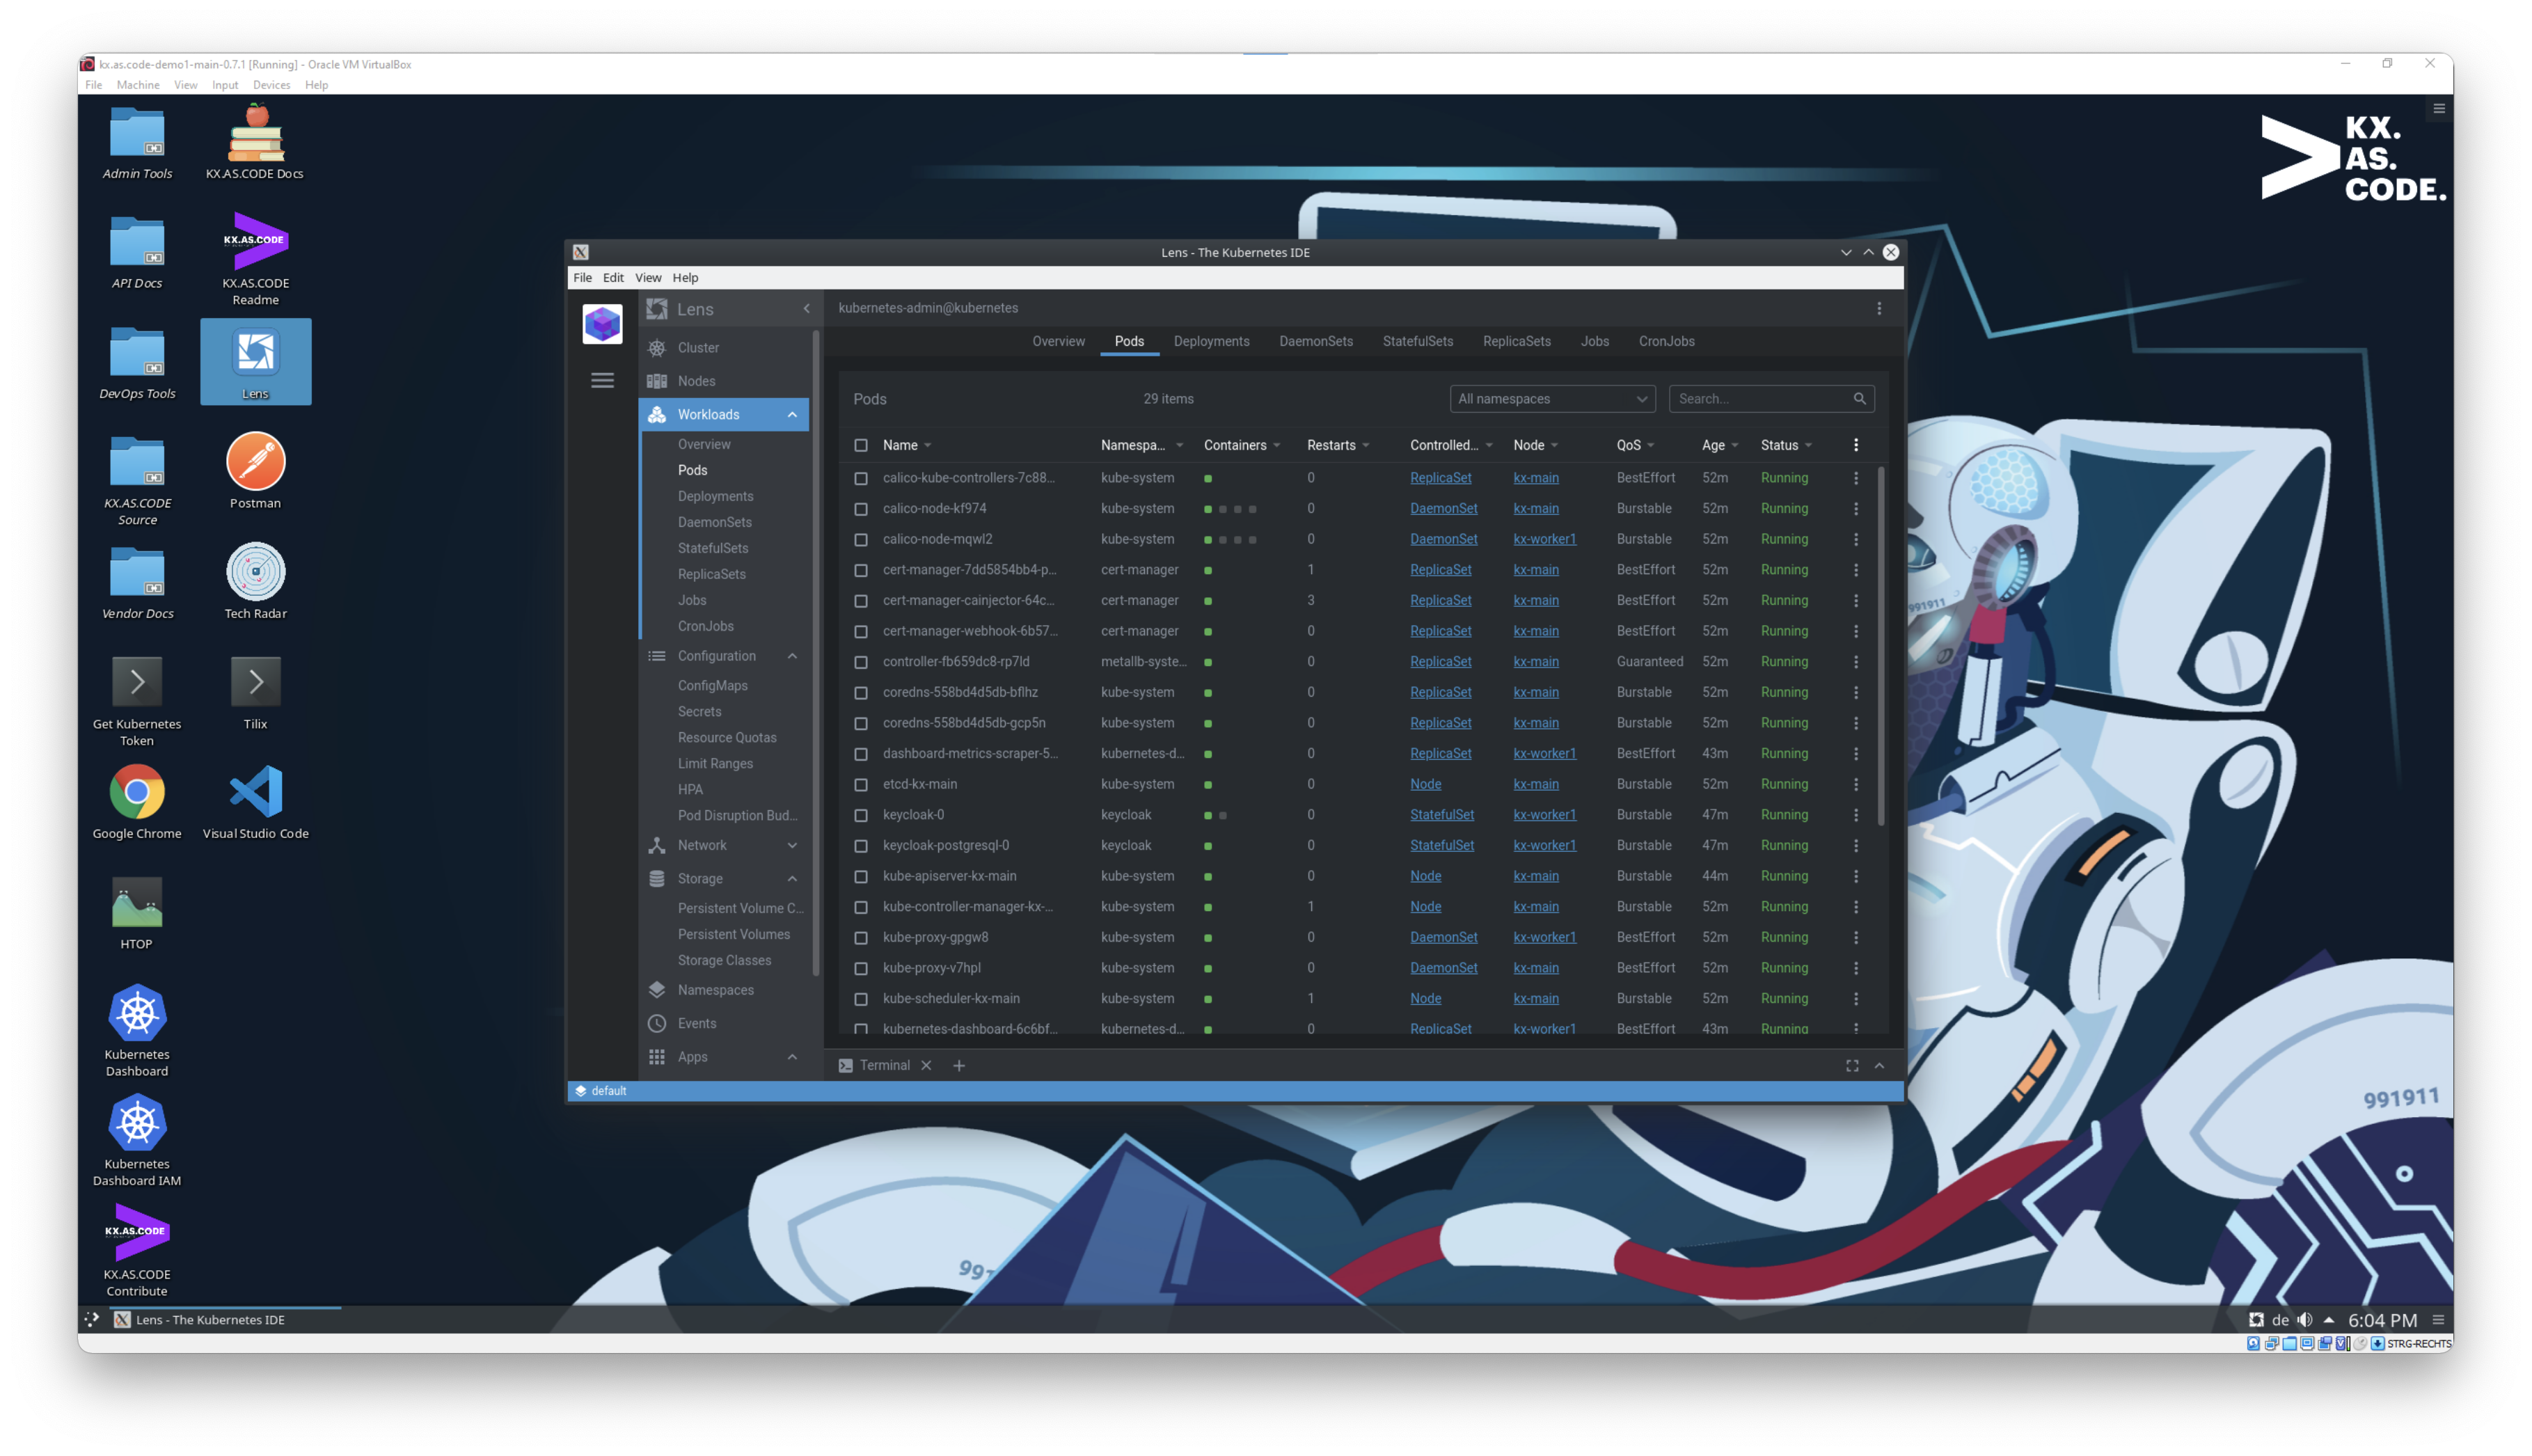 kx.as.code-demo1-main-0.7.1 [Running] - Oracle VM VirtualBox
File Machine View Input Devices Help
Admin Tools
KX.AS.CODE Docs
API Docs
KX.AS.CODE
KX.AS.CODE Readme
DevOps Tools
Lens
KX.AS.CODE Source
Postman
Vendor Docs
Tech Radar
Get Kubernetes Token
Tilix
Google Chrome
Visual Studio Code
HTOP
Kubernetes Dashboard
Kubernetes Dashboard IAM
KX.AS.CODE
KX.AS.CODE Contribute
KX.
AS.
CODE.
Lens - The Kubernetes IDE
File Edit View Help
Lens
Cluster
Nodes
Workloads
Overview
Pods
Deployments
DaemonSets
StatefulSets
ReplicaSets
Jobs
CronJobs
Configuration
ConfigMaps
Secrets
Resource Quotas
Limit Ranges
HPA
Pod Disruption Bud...
Network
Storage
Persistent Volume C...
Persistent Volumes
Storage Classes
Namespaces
Events
Apps
kubernetes-admin@kubernetes
Overview Pods Deployments DaemonSets StatefulSets ReplicaSets Jobs CronJobs
Pods 29 items All namespaces Search...
Name Namespa... Containers Restarts Controlled... Node QoS Age Status
calico-kube-controllers-7c88... kube-system 0 ReplicaSet kx-main BestEffort 52m Running
calico-node-kf974 kube-system 0 DaemonSet kx-main Burstable 52m Running
calico-node-mqwl2 kube-system 0 DaemonSet kx-worker1 Burstable 52m Running
cert-manager-7dd5854bb4-p... cert-manager 1 ReplicaSet kx-main BestEffort 52m Running
cert-manager-cainjector-64c... cert-manager 3 ReplicaSet kx-main BestEffort 52m Running
cert-manager-webhook-6b57... cert-manager 0 ReplicaSet kx-main BestEffort 52m Running
controller-fb659dc8-rp7ld metallb-syste... 0 ReplicaSet kx-main Guaranteed 52m Running
coredns-558bd4d5db-bflhz kube-system 0 ReplicaSet kx-main Burstable 52m Running
coredns-558bd4d5db-gcp5n kube-system 0 ReplicaSet kx-main Burstable 52m Running
dashboard-metrics-scraper-5... kubernetes-d... 0 ReplicaSet kx-worker1 BestEffort 43m Running
etcd-kx-main kube-system 0 Node kx-main Burstable 52m Running
keycloak-0 keycloak 0 StatefulSet kx-worker1 Burstable 47m Running
keycloak-postgresql-0 keycloak 0 StatefulSet kx-worker1 Burstable 47m Running
kube-apiserver-kx-main kube-system 0 Node kx-main Burstable 44m Running
kube-controller-manager-kx-... kube-system 1 Node kx-main Burstable 52m Running
kube-proxy-gpgw8 kube-system 0 DaemonSet kx-worker1 BestEffort 52m Running
kube-proxy-v7hpl kube-system 0 DaemonSet kx-main BestEffort 52m Running
kube-scheduler-kx-main kube-system 1 Node kx-main Burstable 52m Running
kubernetes-dashboard-6c6bf... kubernetes-d... 0 ReplicaSet kx-worker1 BestEffort 43m Running
Terminal
default
991911
991911
Lens - The Kubernetes IDE
de 6:04 PM
STRG-RECHTS